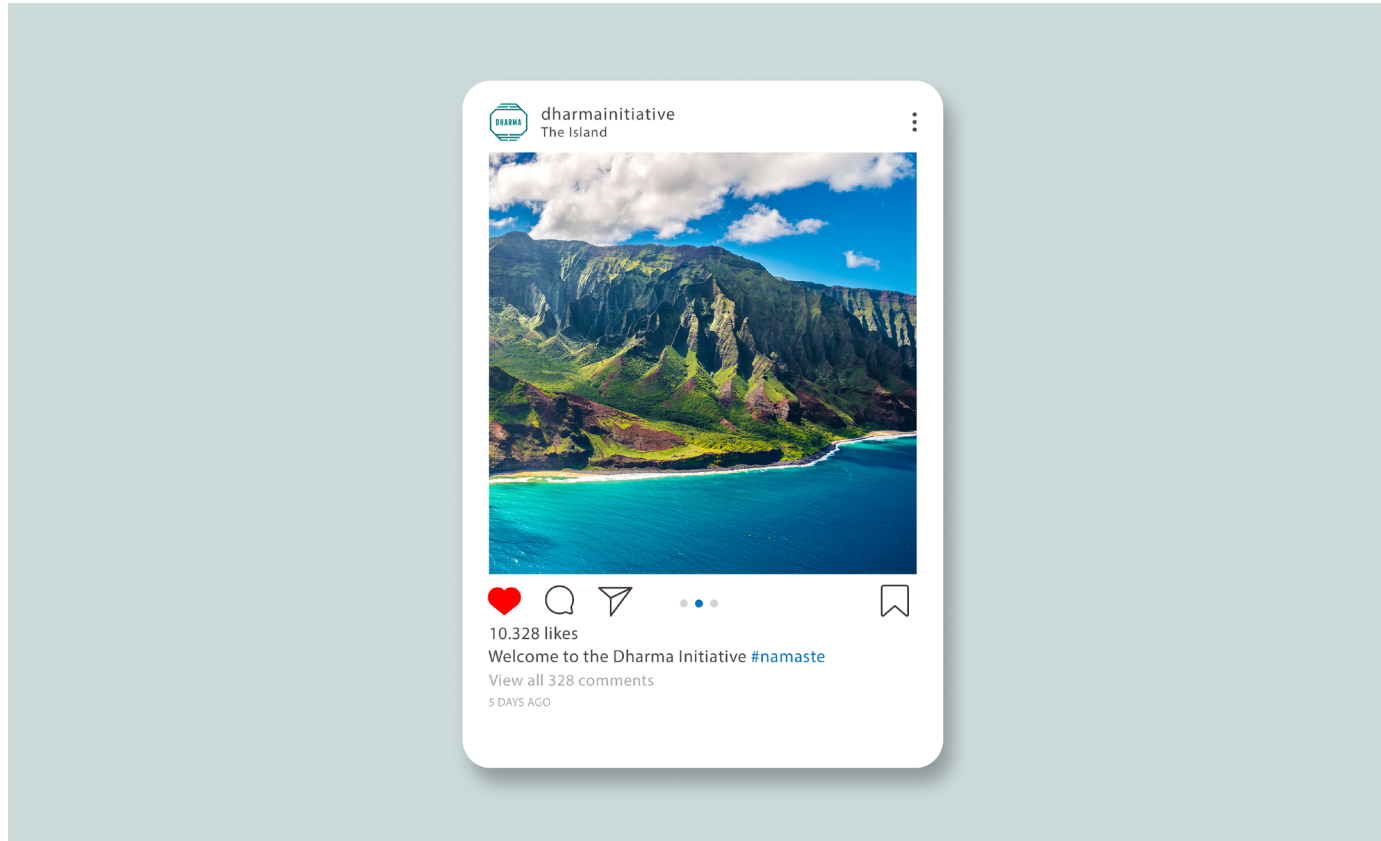 DHARMA
dharmainitiative
The Island
10.328 likes
Welcome to the Dharma Initiative #namaste
View all 328 comments
5 DAYS AGO